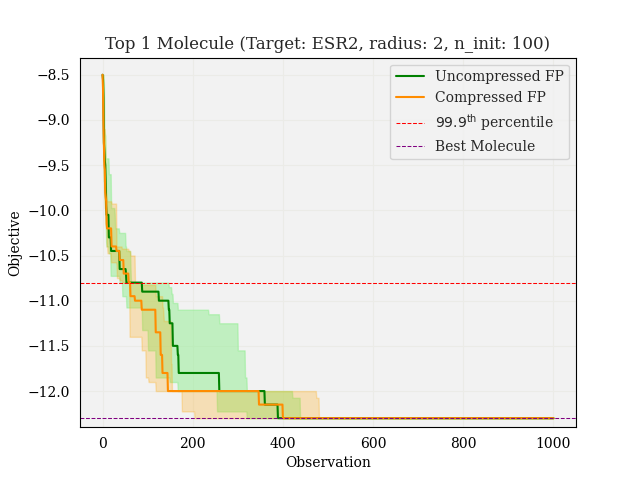 Top 1 Molecule (Target: ESR2, radius: 2, n_init: 100)
Uncompressed FP
Compressed FP
99.9th percentile
Best Molecule
Objective
−8.5
−9.0
−9.5
−10.0
−10.5
−11.0
−11.5
−12.0
0 200 400 600 800 1000
Observation